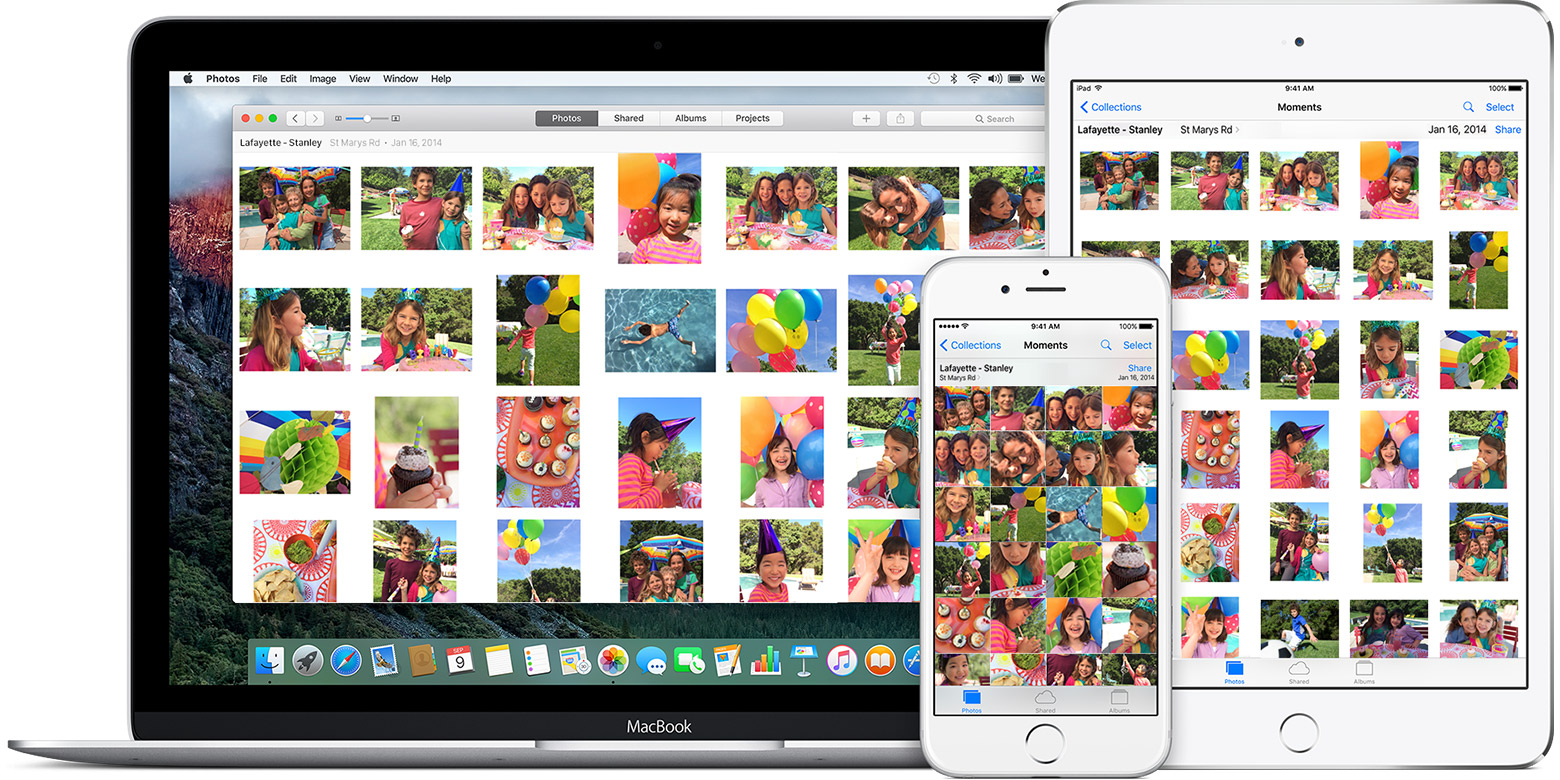 Photos File Edit Image View Window Help We
Photos Shared Albums Projects
Search
Lafayette - Stanley St Marys Rd • Jan 16, 2014
SEP
9
MacBook
iPad 9:41 AM 100%
Collections Moments Select
Lafayette - Stanley St Marys Rd Jan 16, 2014 Share
Photos Shared Albums
9:41 AM 100%
Collections Moments Select
Lafayette - Stanley Share
St Marys Rd Jan 16, 2014
Photos Shared Albums